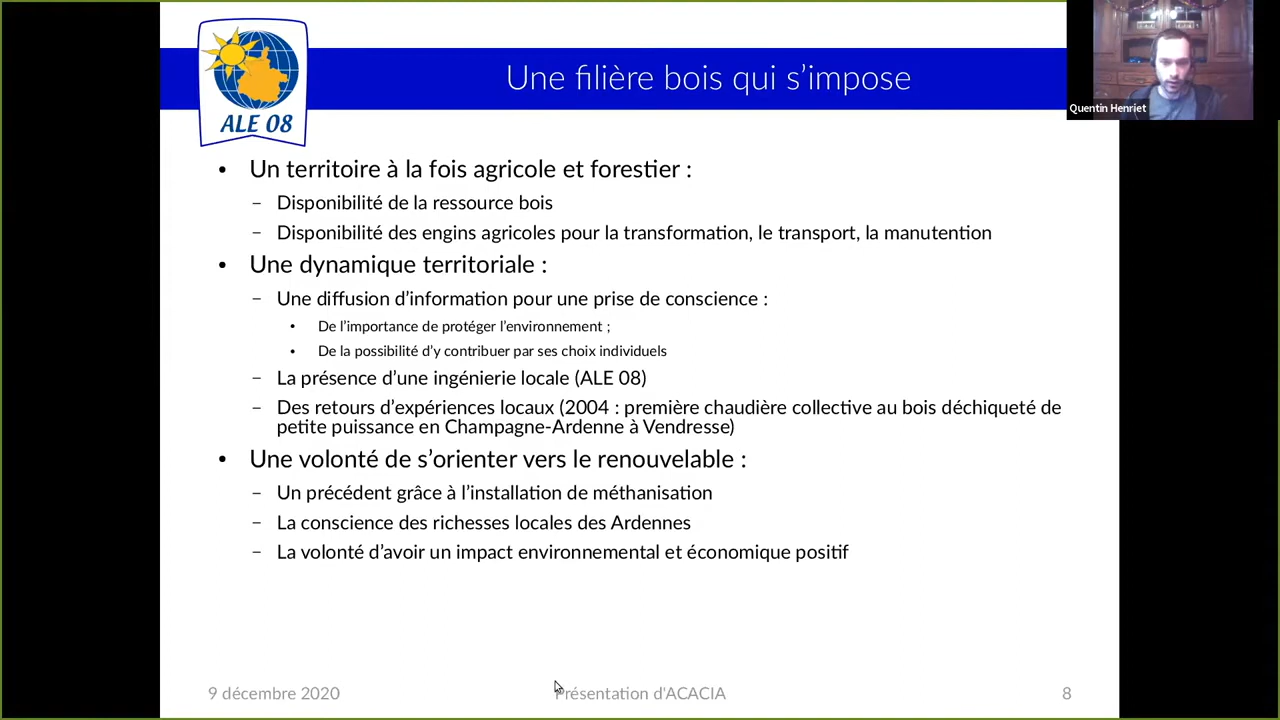 Une filière bois qui s'impose
ALE 08
Quentin Henriet
• Un territoire à la fois agricole et forestier :
– Disponibilité de la ressource bois
– Disponibilité des engins agricoles pour la transformation, le transport, la manutention
• Une dynamique territoriale :
– Une diffusion d'information pour une prise de conscience :
• De l'importance de protéger l'environnement ;
• De la possibilité d'y contribuer par ses choix individuels
– La présence d'une ingénierie locale (ALE 08)
– Des retours d'expériences locaux (2004 : première chaudière collective au bois déchiqueté de
petite puissance en Champagne-Ardenne à Vendresse)
• Une volonté de s'orienter vers le renouvelable :
– Un précédent grâce à l'installation de méthanisation
– La conscience des richesses locales des Ardennes
– La volonté d'avoir un impact environnemental et économique positif
9 décembre 2020
Présentation d'ACACIA
8